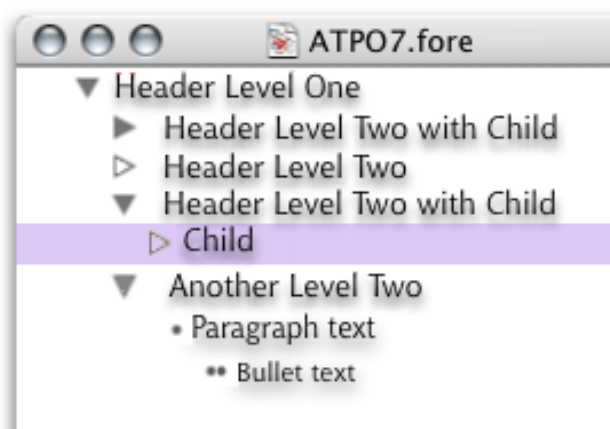 ATPO7.fore
Header Level One
Header Level Two with Child
Header Level Two
Header Level Two with Child
Child
Another Level Two
• Paragraph text
•• Bullet text